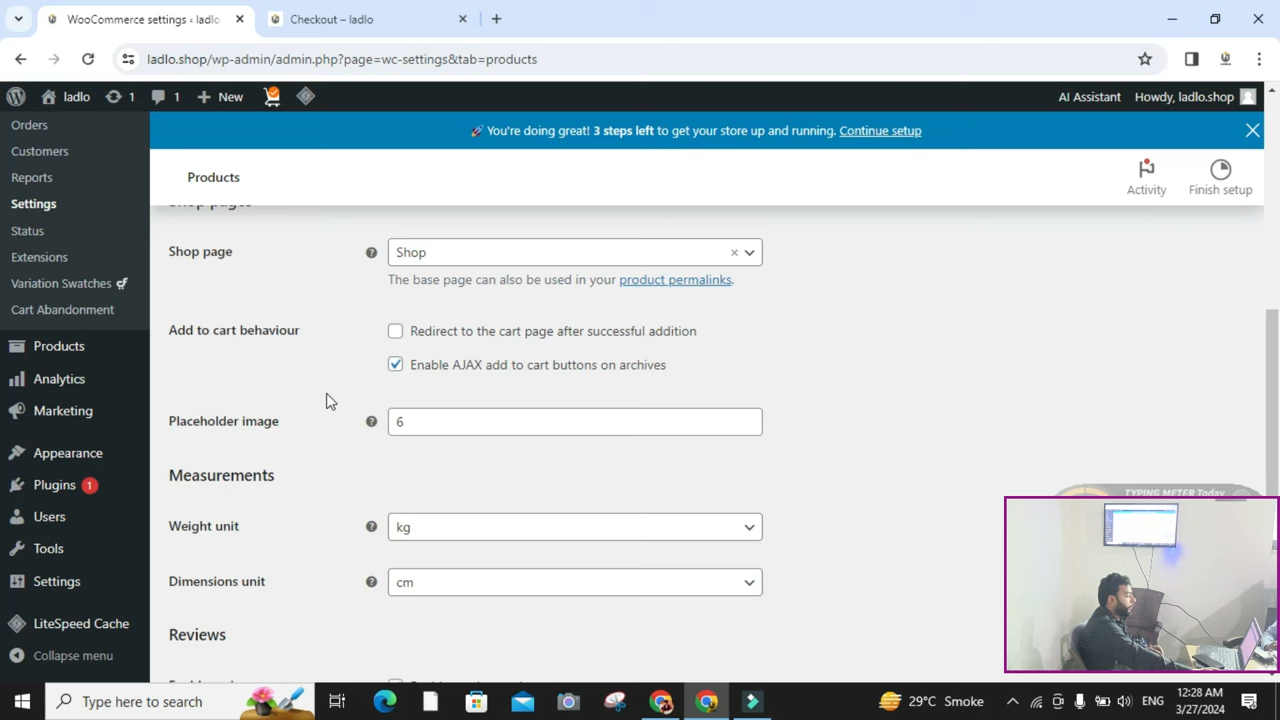 WooCommerce settings ‹ ladlo
Checkout – ladlo
ladlo.shop/wp-admin/admin.php?page=wc-settings&tab=products
ladlo
1
1
New
AI Assistant
Howdy, ladlo.shop
Orders
Customers
Reports
Settings
Status
Extensions
Variation Swatches
Cart Abandonment
Products
Analytics
Marketing
Appearance
Plugins 1
Users
Tools
Settings
LiteSpeed Cache
Collapse menu
🚀 You're doing great! 3 steps left to get your store up and running. Continue setup
Products
Activity
Finish setup
Shop pages
Shop page
Shop
The base page can also be used in your product permalinks.
Add to cart behaviour
Redirect to the cart page after successful addition
Enable AJAX add to cart buttons on archives
Placeholder image
6
Measurements
Weight unit
kg
Dimensions unit
cm
Reviews
TYPING METER Today
Type here to search
29°C Smoke
ENG
12:28 AM
3/27/2024